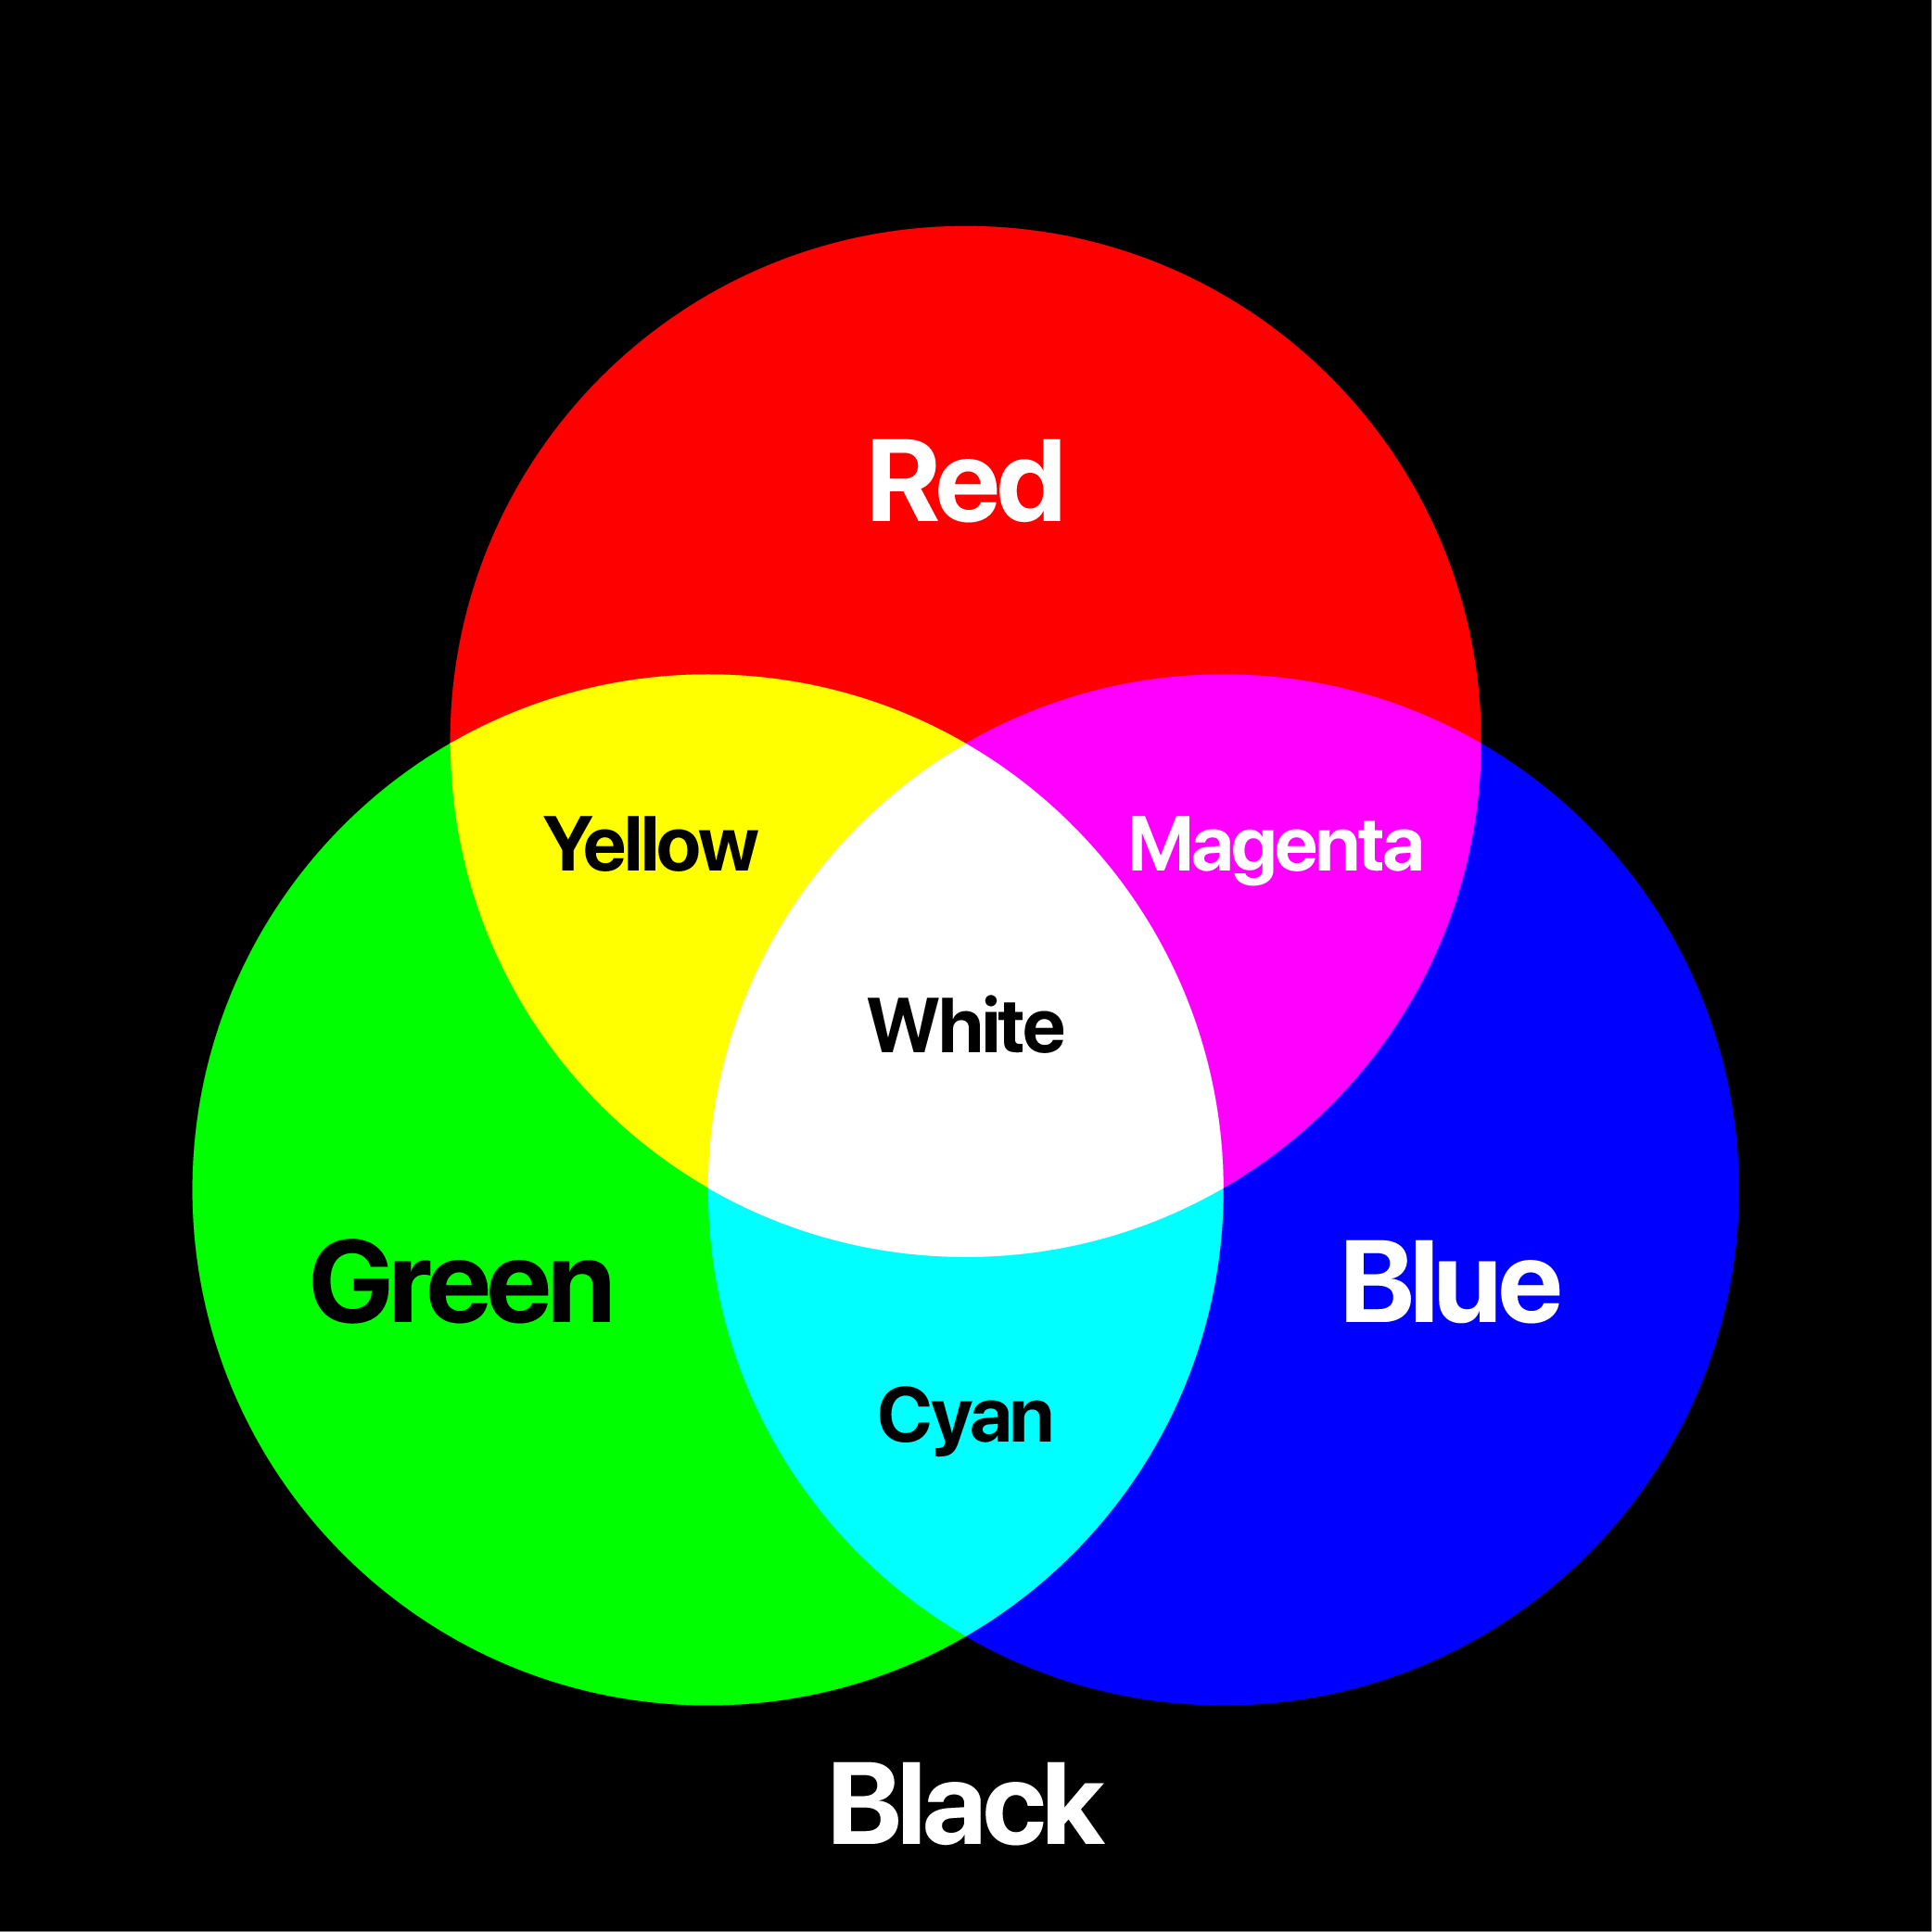 Red
Yellow
Magenta
White
Green
Blue
Cyan
Black